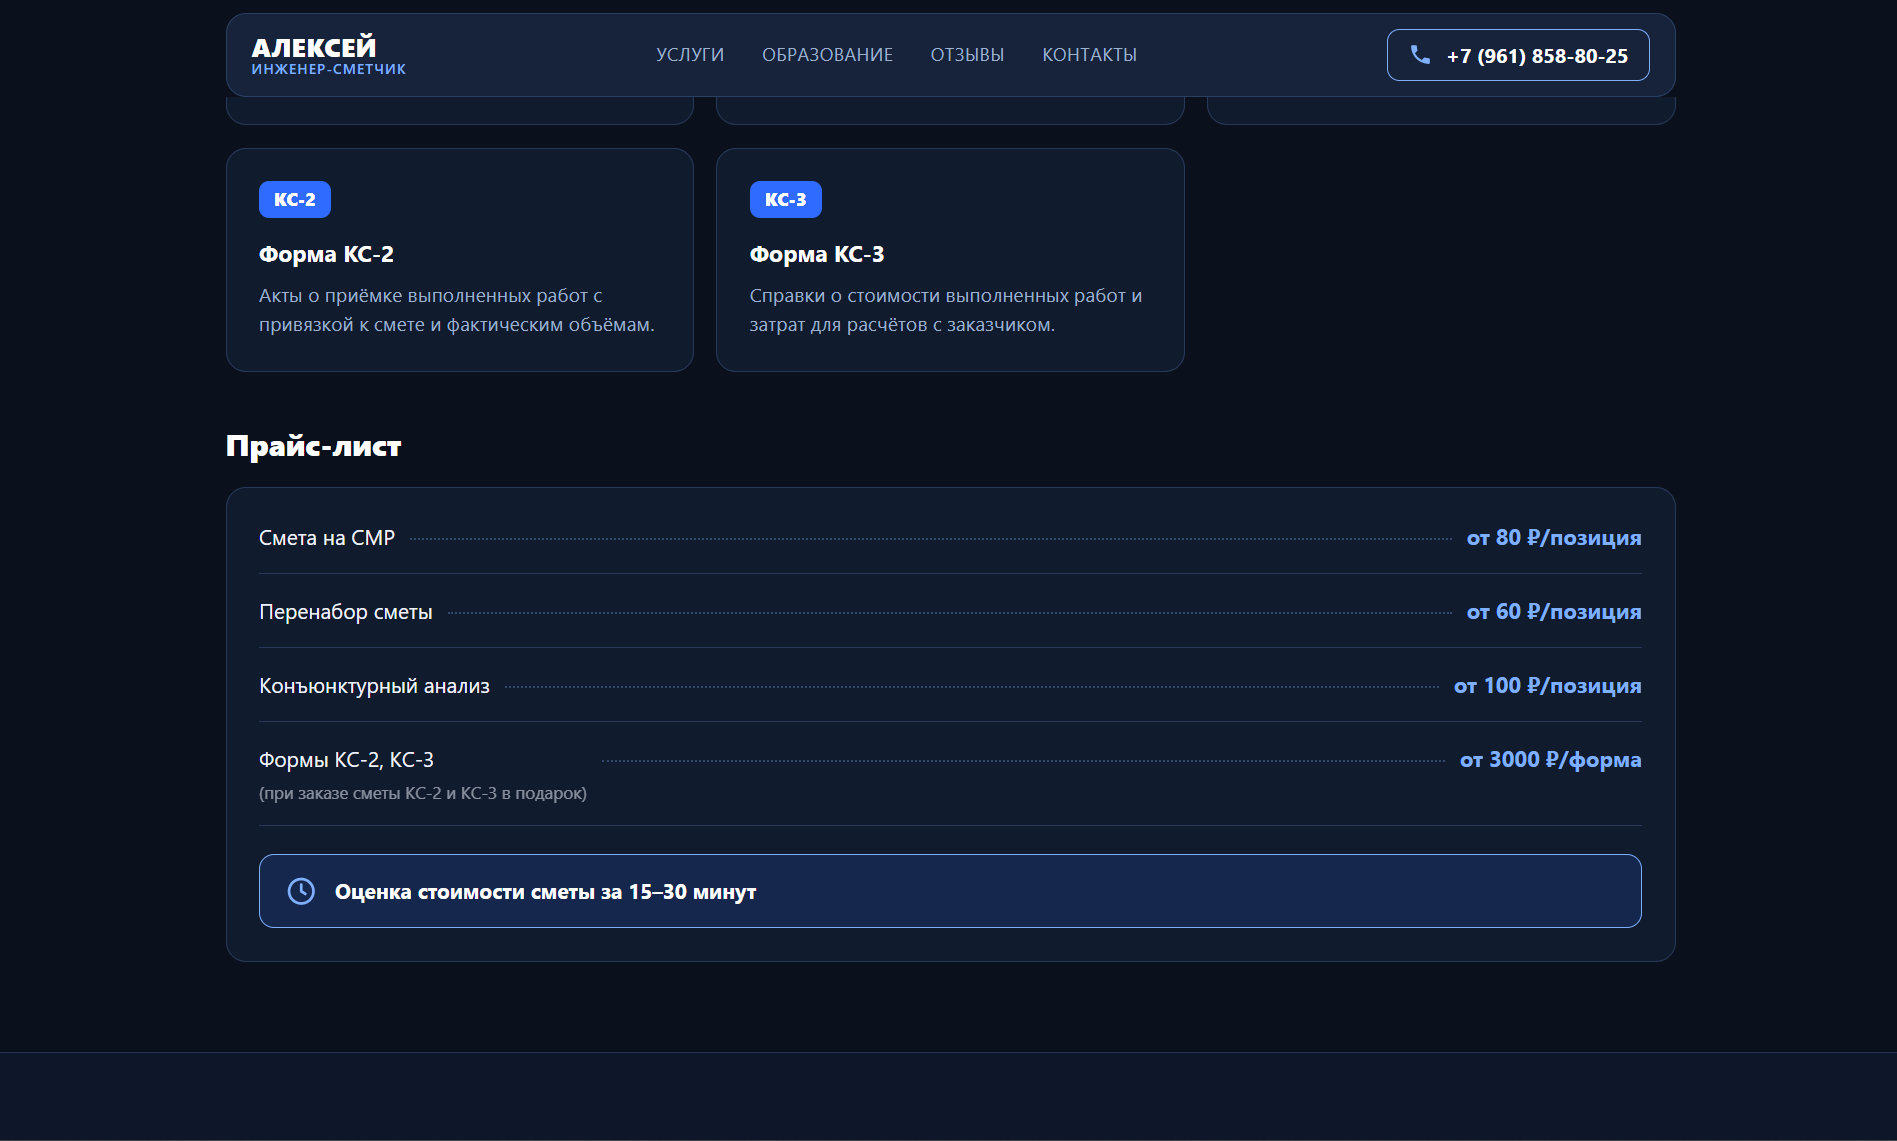 АЛЕКСЕЙ
ИНЖЕНЕР-СМЕТЧИК
УСЛУГИ
ОБРАЗОВАНИЕ
ОТЗЫВЫ
КОНТАКТЫ
+7 (961) 858-80-25
КС-2
Форма КС-2
Акты о приёмке выполненных работ с
привязкой к смете и фактическим объёмам.
КС-3
Форма КС-3
Справки о стоимости выполненных работ и
затрат для расчётов с заказчиком.
Прайс-лист
Смета на СМР
от 80 ₽/позиция
Перенабор сметы
от 60 ₽/позиция
Конъюнктурный анализ
от 100 ₽/позиция
Формы КС-2, КС-3
от 3000 ₽/форма
(при заказе сметы КС-2 и КС-3 в подарок)
Оценка стоимости сметы за 15–30 минут